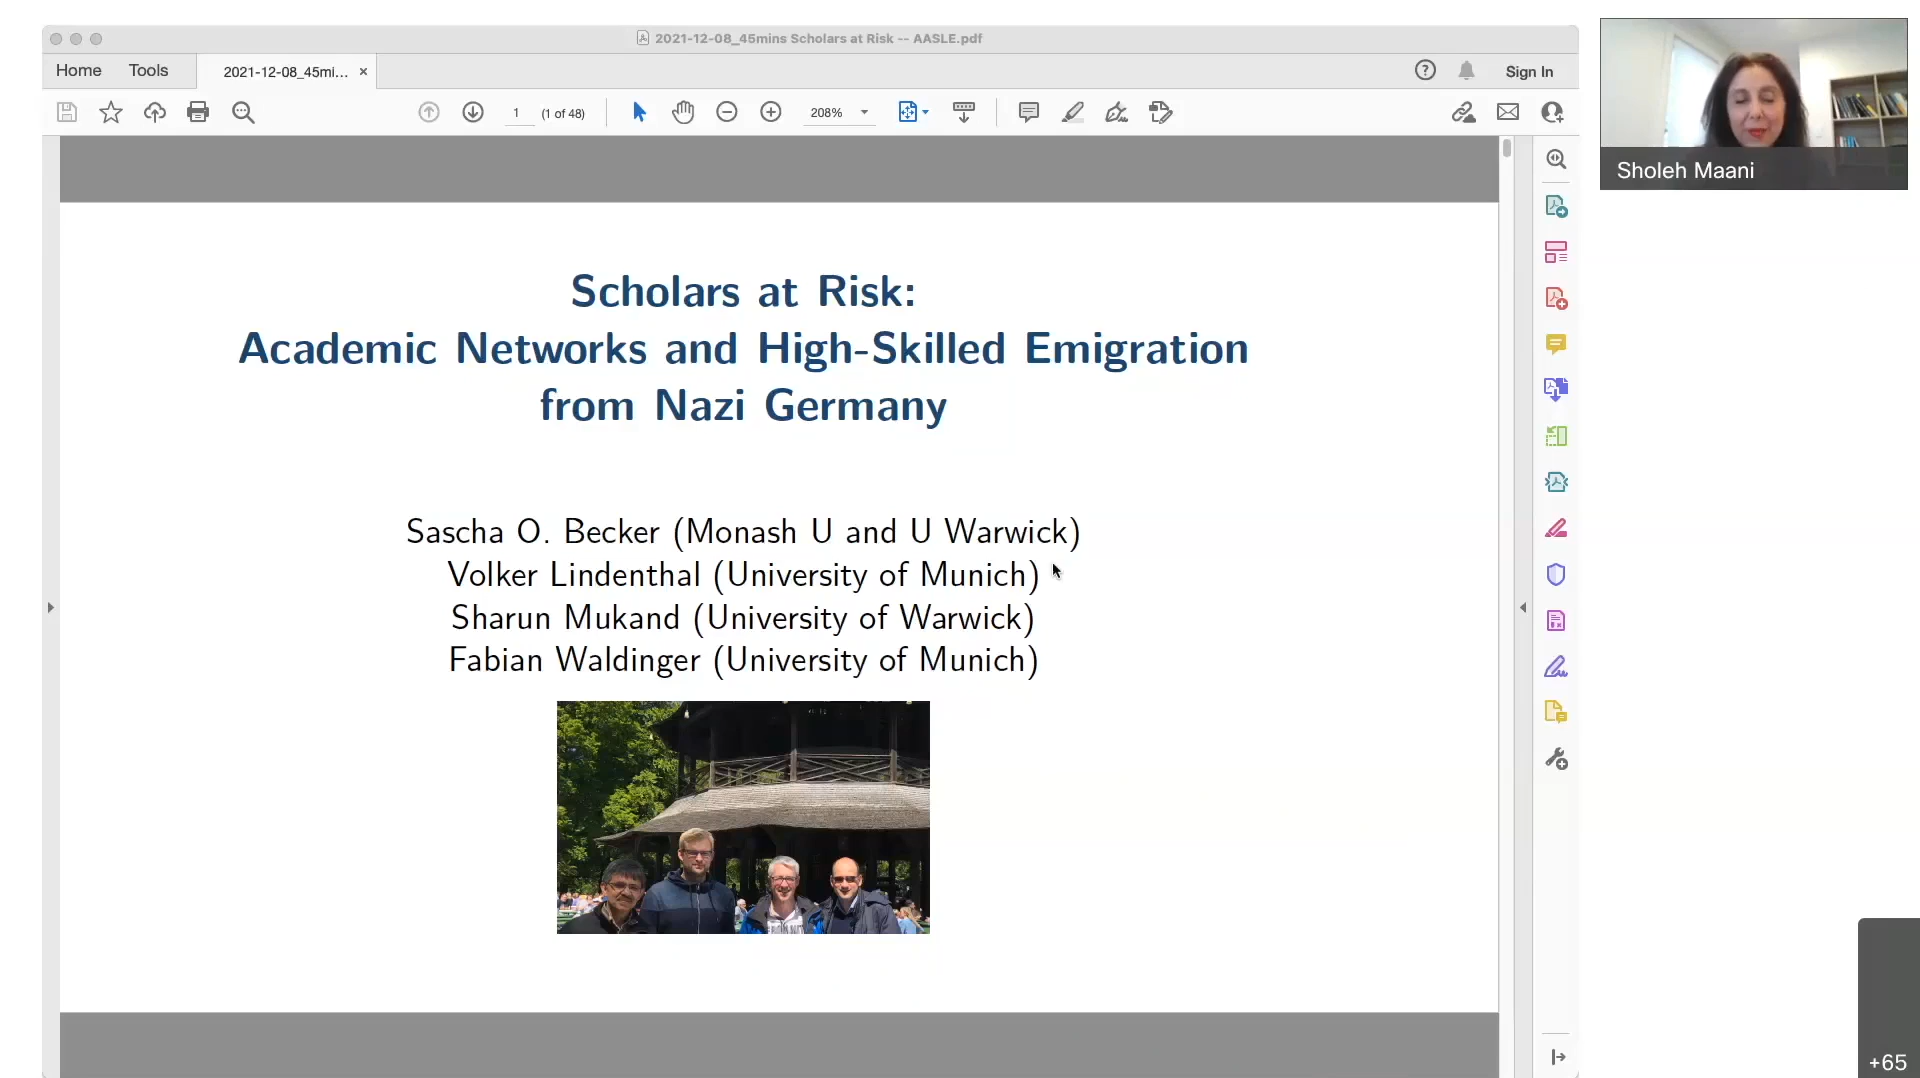 2021-12-08_45mins Scholars at Risk -- AASLE.pdf
Home
Tools
2021-12-08_45mi...
×
Sign In
1
(1 of 48)
208%
Scholars at Risk:
Academic Networks and High-Skilled Emigration
from Nazi Germany
Sascha O. Becker (Monash U and U Warwick)
Volker Lindenthal (University of Munich)
Sharun Mukand (University of Warwick)
Fabian Waldinger (University of Munich)
Sholeh Maani
+65